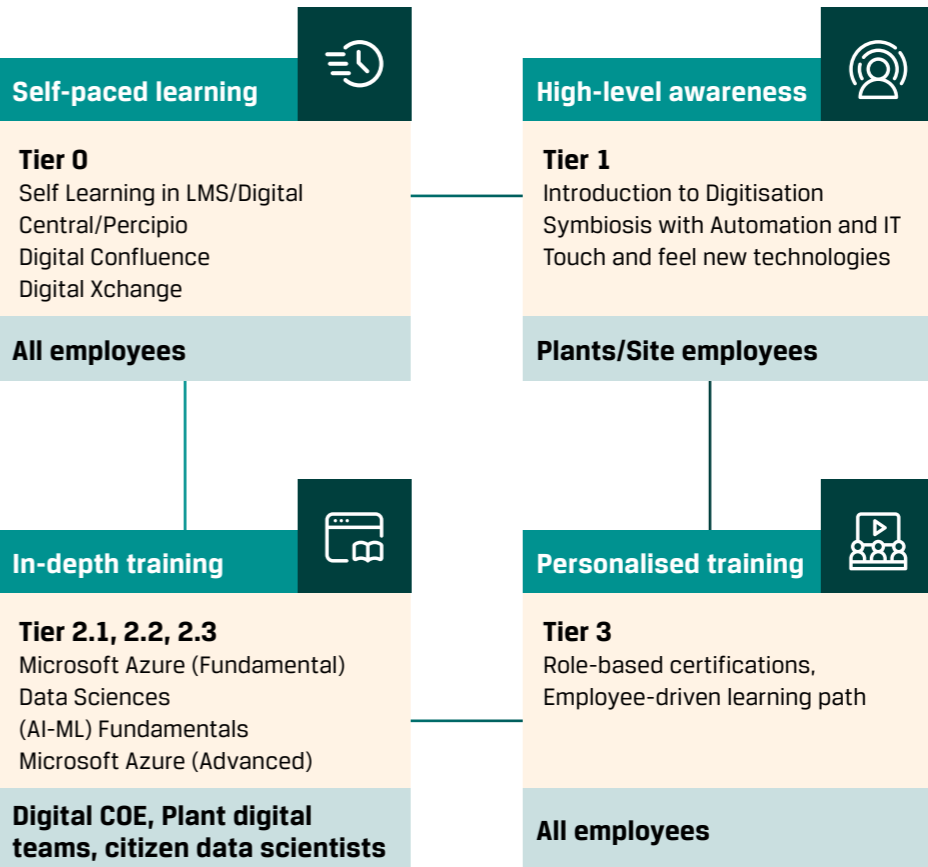 Self-paced learning
Tier 0
Self Learning in LMS/Digital
Central/Percipio
Digital Confluence
Digital Xchange
All employees
High-level awareness
Tier 1
Introduction to Digitisation
Symbiosis with Automation and IT
Touch and feel new technologies
Plants/Site employees
In-depth training
Tier 2.1, 2.2, 2.3
Microsoft Azure (Fundamental)
Data Sciences
(AI-ML) Fundamentals
Microsoft Azure (Advanced)
Digital COE, Plant digital
teams, citizen data scientists
Personalised training
Tier 3
Role-based certifications,
Employee-driven learning path
All employees